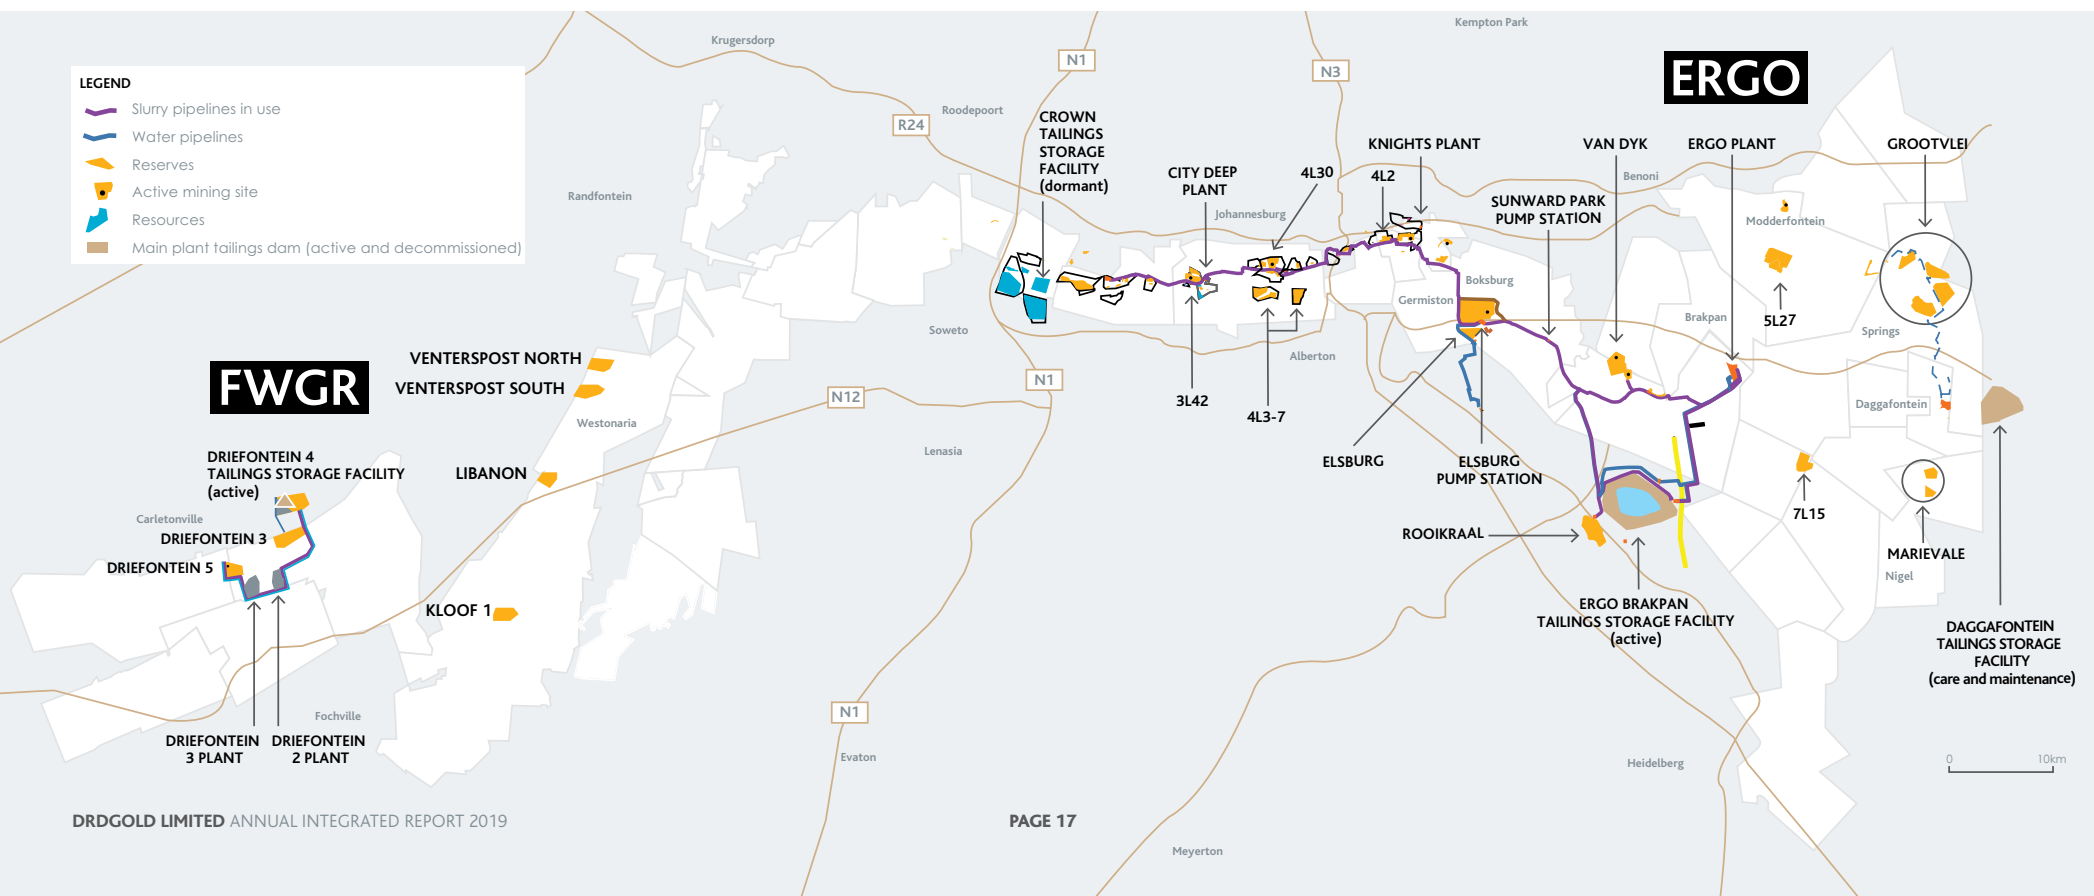 Kempton Park
Krugersdorp
N1
N3
ERGO
LEGEND
Slurry pipelines in use
Water pipelines
Reserves
Active mining site
Resources
Main plant tailings dam (active and decommissioned)
R24
Roodepoort
CROWN
TAILINGS
STORAGE
FACILITY
(dormant)
KNIGHTS PLANT
VAN DYK
ERGO PLANT
GROOTVLEI
CITY DEEP
PLANT
4L30
4L2
Benoni
Randfontein
SUNWARD PARK
PUMP STATION
Johannesburg
Modderfontein
Boksburg
Germiston
Brakpan
5L27
Springs
Soweto
Alberton
VENTERSPOST NORTH
VENTERSPOST SOUTH
FWGR
N1
N12
3L42
4L3-7
Daggafontein
Westonaria
Lenasia
ELSBURG
ELSBURG
PUMP STATION
DRIEFONTEIN 4
TAILINGS STORAGE FACILITY
(active)
LIBANON
Carletonville
DRIEFONTEIN 3
DRIEFONTEIN 5
7L15
ROOIKRAAL
MARIEVALE
Nigel
KLOOF 1
ERGO BRAKPAN
TAILINGS STORAGE FACILITY
(active)
DAGGAFONTEIN
TAILINGS STORAGE
FACILITY
(care and maintenance)
Fochville
N1
DRIEFONTEIN
3 PLANT
DRIEFONTEIN
2 PLANT
Evaton
Heidelberg
0 10km
DRDGOLD LIMITED ANNUAL INTEGRATED REPORT 2019
PAGE 17
Meyerton